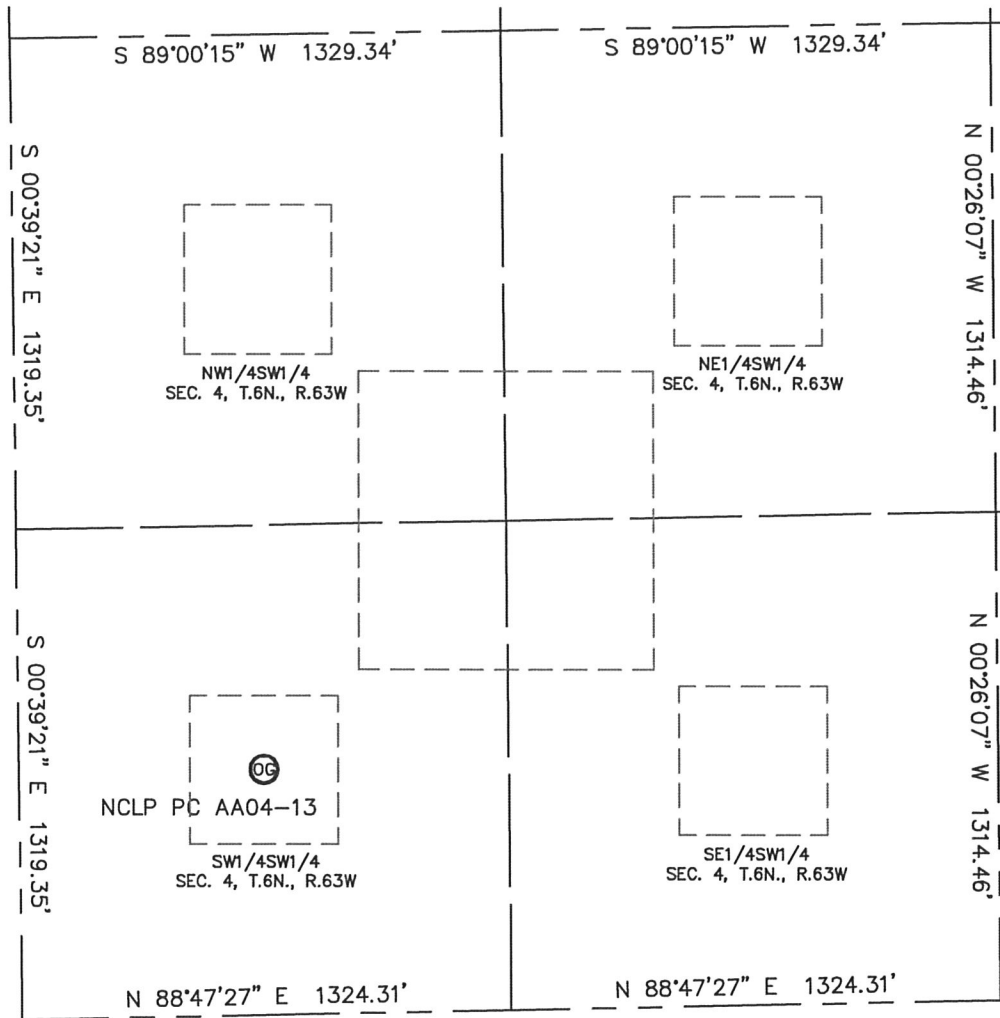 S 89°00'15" W 1329.34'
S 89°00'15" W 1329.34'
S 00°39'21" E 1319.35'
N 00°26'07" W 1314.46'
NW1/4SW1/4
SEC. 4, T.6N., R.63W
NE1/4SW1/4
SEC. 4, T.6N., R.63W
S 00°39'21" E 1319.35'
N 00°26'07" W 1314.46'
OG
NCLP PC AA04-13
SW1/4SW1/4
SEC. 4, T.6N., R.63W
SE1/4SW1/4
SEC. 4, T.6N., R.63W
N 88°47'27" E 1324.31'
N 88°47'27" E 1324.31'